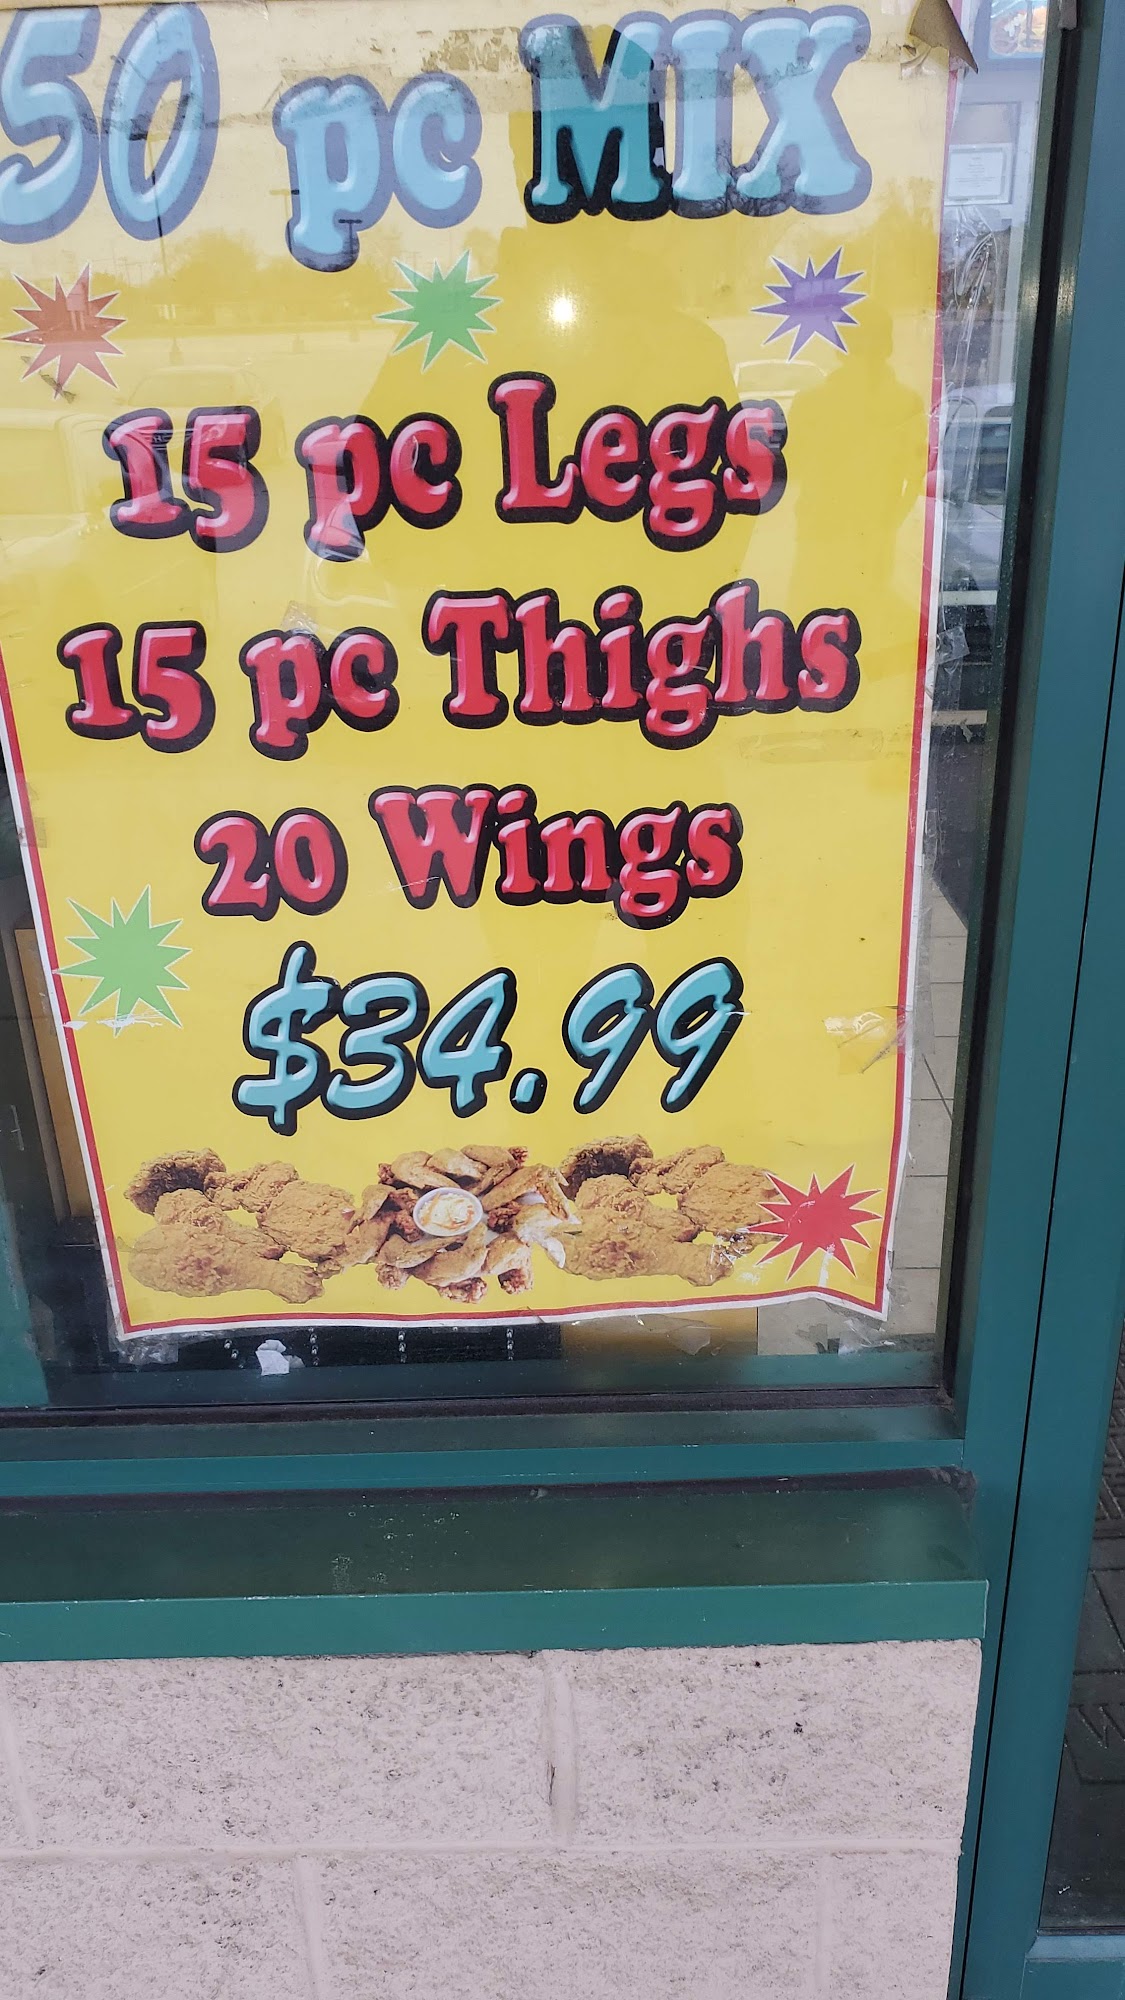 50 pc MIX
15 pc Legs
15 pc Thighs
20 Wings
$34.99